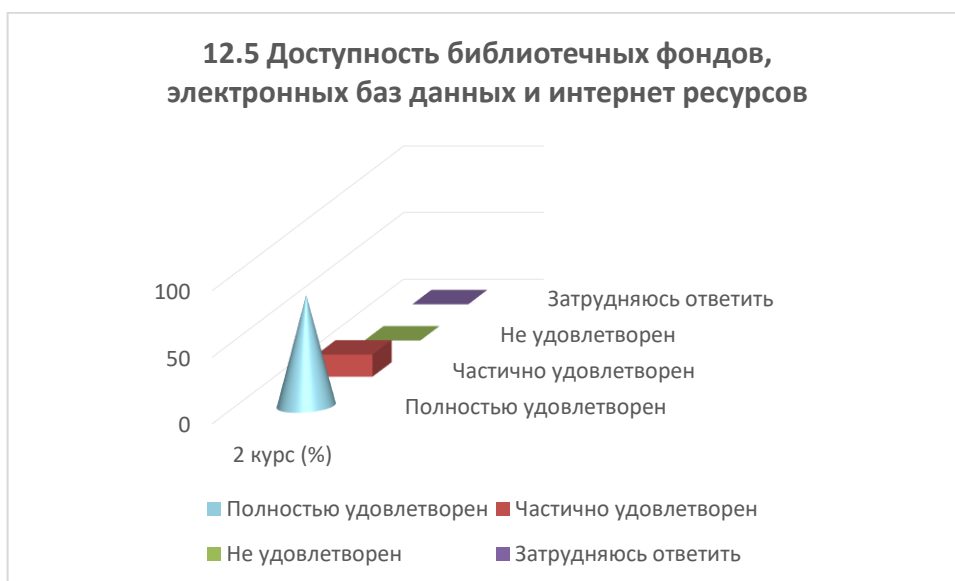 12.5 Доступность библиотечных фондов,
электронных баз данных и интернет ресурсов
100
50
0
Затрудняюсь ответить
Не удовлетворен
Частично удовлетворен
Полностью удовлетворен
2 курс (%)
Полностью удовлетворен Частично удовлетворен
Не удовлетворен Затрудняюсь ответить